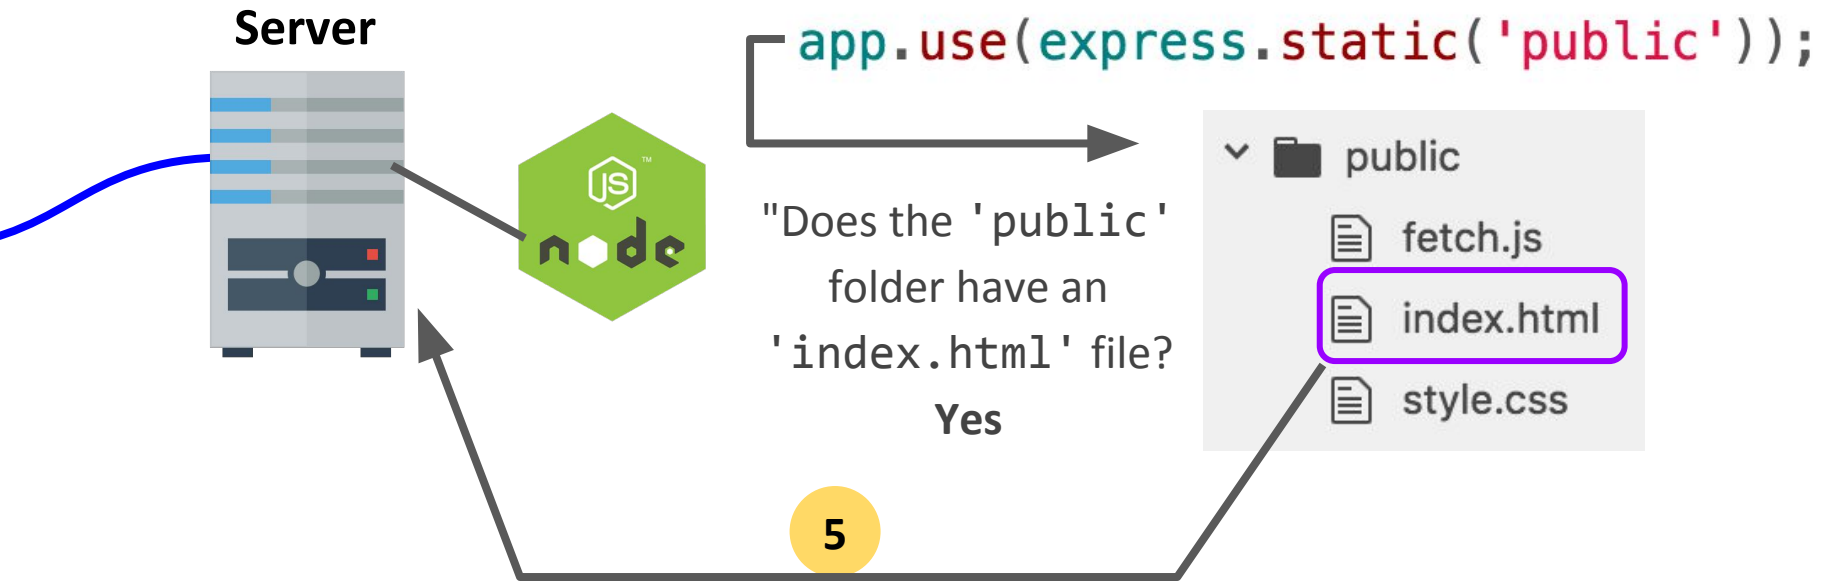 Server
app.use(express.static('public'));
JS
TM
node
"Does the 'public'
folder have an
'index.html' file?
Yes
public
fetch.js
index.html
style.css
5